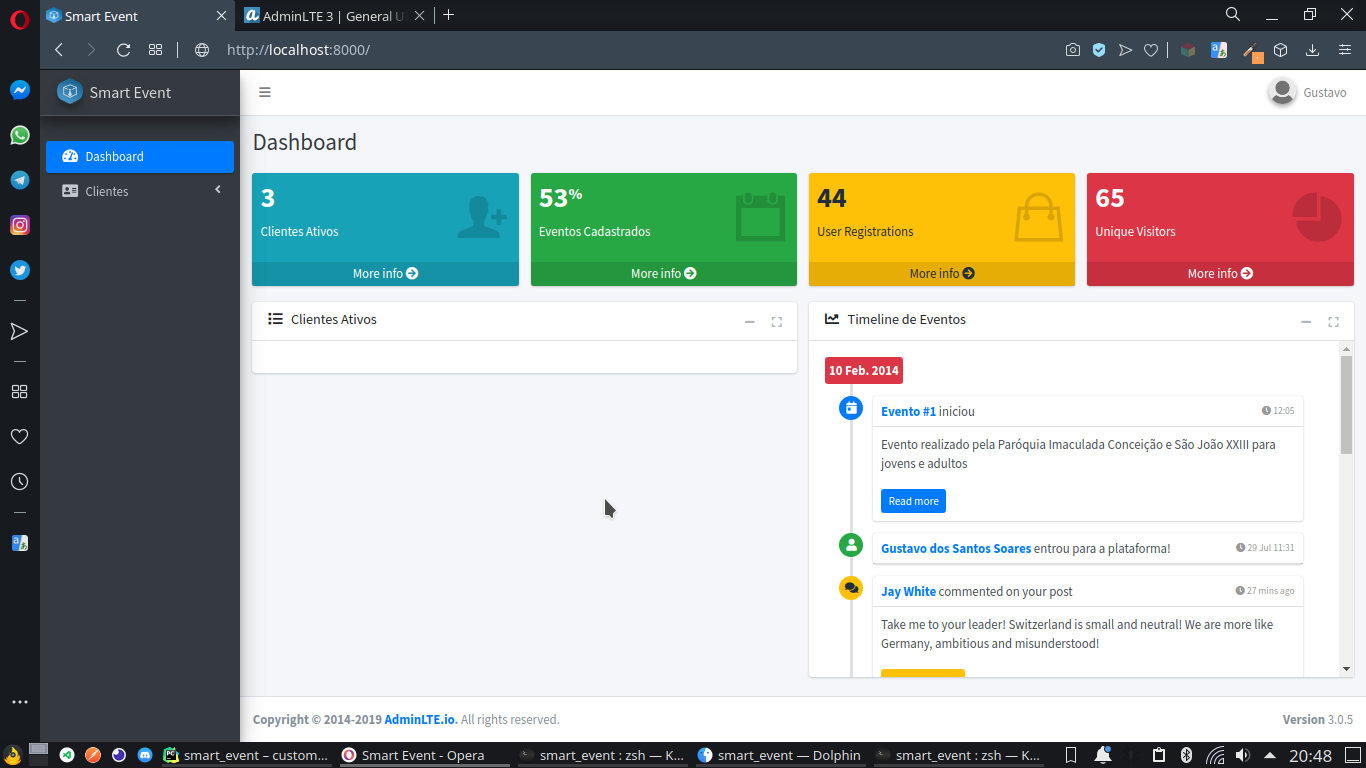 Smart Event
AdminLTE 3 | General U
http://localhost:8000/
Smart Event
Gustavo
Dashboard
Clientes
Dashboard
3
Clientes Ativos
More info
53%
Eventos Cadastrados
More info
44
User Registrations
More info
65
Unique Visitors
More info
Clientes Ativos
Timeline de Eventos
10 Feb. 2014
Evento #1 iniciou
12:05
Evento realizado pela Paróquia Imaculada Conceição e São João XXIII para
jovens e adultos
Read more
Gustavo dos Santos Soares entrou para a plataforma!
29 Jul 11:31
Jay White commented on your post
27 mins ago
Take me to your leader! Switzerland is small and neutral! We are more like
Germany, ambitious and misunderstood!
Copyright © 2014-2019 AdminLTE.io. All rights reserved.
Version 3.0.5
smart_event – custom...
Smart Event - Opera
smart_event : zsh — K...
smart_event — Dolphin
smart_event : zsh — K...
20:48